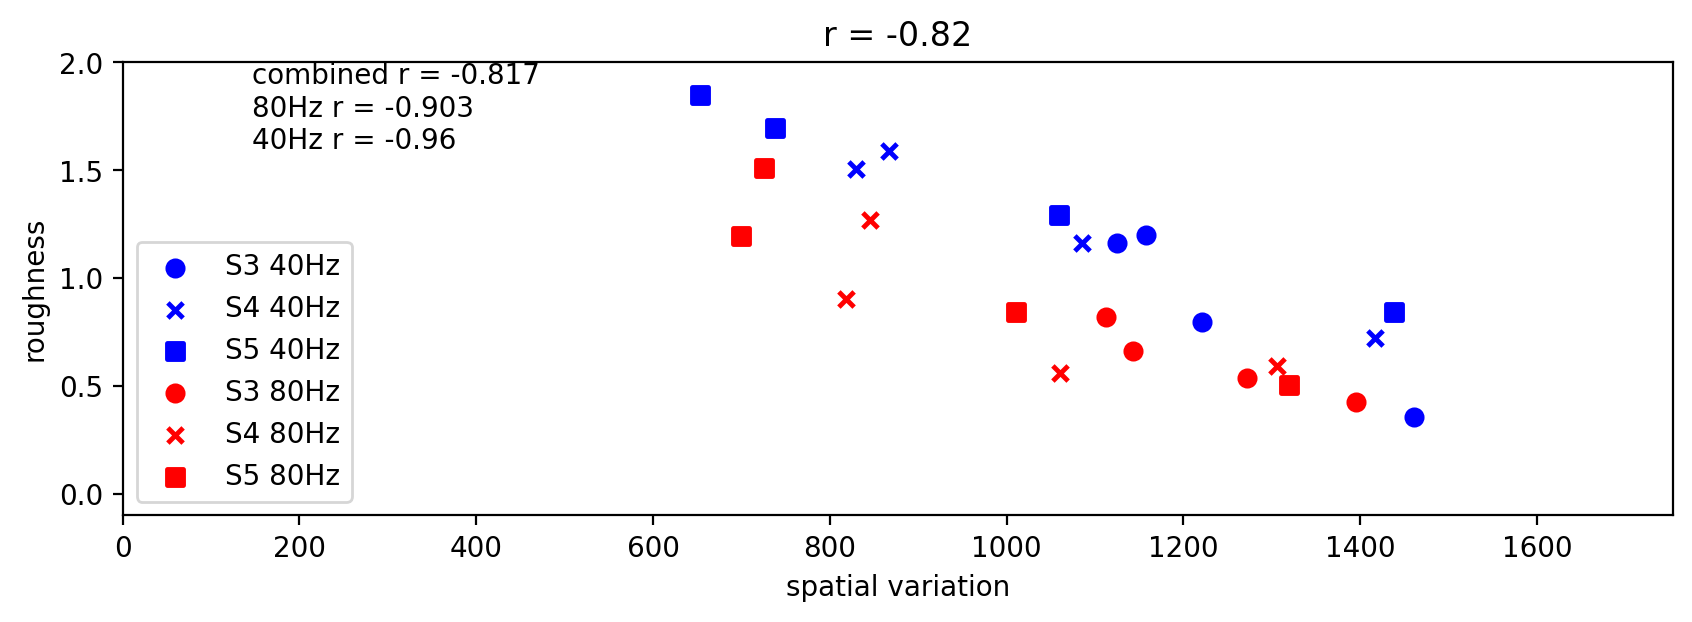 r = -0.82
combined r = -0.817
80Hz r = -0.903
40Hz r = -0.96
roughness
2.0
1.5
1.0
0.5
0.0
S3 40Hz
S4 40Hz
S5 40Hz
S3 80Hz
S4 80Hz
S5 80Hz
0 200 400 600 800 1000 1200 1400 1600
spatial variation